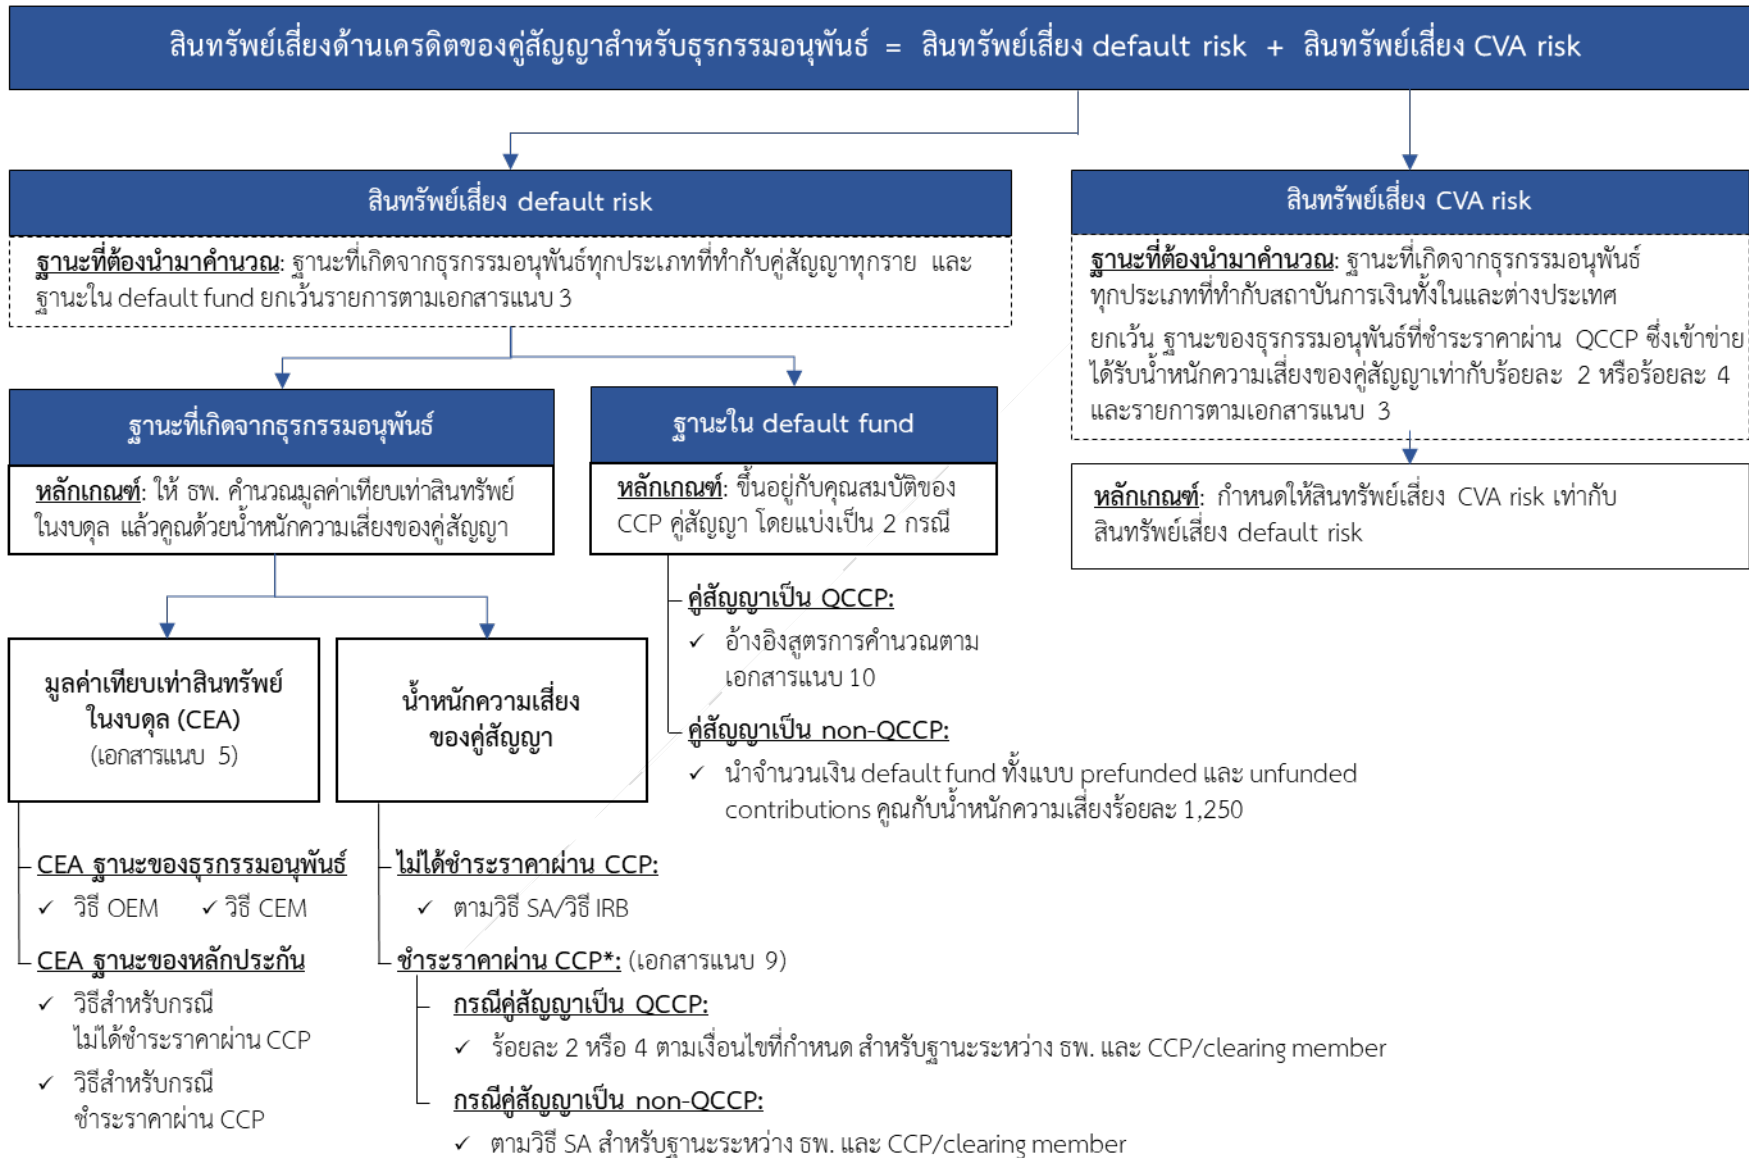 สินทรัพย์เสี่ยงด้านเครดิตของคู่สัญญาสำหรับธุรกรรมอนุพันธ์ = สินทรัพย์เสี่ยง default risk + สินทรัพย์เสี่ยง CVA risk
สินทรัพย์เสี่ยง default risk
ฐานะที่ต้องนำมาคำนวณ: ฐานะที่เกิดจากธุรกรรมอนุพันธ์ทุกประเภทที่ทำกับคู่สัญญาทุกราย และ
ฐานะใน default fund ยกเว้นรายการตามเอกสารแนบ 3
สินทรัพย์เสี่ยง CVA risk
ฐานะที่ต้องนำมาคำนวณ: ฐานะที่เกิดจากธุรกรรมอนุพันธ์
ทุกประเภทที่ทำกับสถาบันการเงินทั้งในและต่างประเทศ
ยกเว้น ฐานะของธุรกรรมอนุพันธ์ที่ชำระราคาผ่าน QCCP ซึ่งเข้าข่าย
ได้รับน้ำหนักความเสี่ยงของคู่สัญญาเท่ากับร้อยละ 2 หรือร้อยละ 4
และรายการตามเอกสารแนบ 3
หลักเกณฑ์: กำหนดให้สินทรัพย์เสี่ยง CVA risk เท่ากับ
สินทรัพย์เสี่ยง default risk
ฐานะที่เกิดจากธุรกรรมอนุพันธ์
หลักเกณฑ์: ให้ ธพ. คำนวณมูลค่าเทียบเท่าสินทรัพย์
ในงบดุล แล้วคูณด้วยน้ำหนักความเสี่ยงของคู่สัญญา
ฐานะใน default fund
หลักเกณฑ์: ขึ้นอยู่กับคุณสมบัติของ
CCP คู่สัญญา โดยแบ่งเป็น 2 กรณี
คู่สัญญาเป็น QCCP:
✓ อ้างอิงสูตรการคำนวณตาม
เอกสารแนบ 10
คู่สัญญาเป็น non-QCCP:
✓ นำจำนวนเงิน default fund ทั้งแบบ prefunded และ unfunded
contributions คูณกับน้ำหนักความเสี่ยงร้อยละ 1,250
มูลค่าเทียบเท่าสินทรัพย์
ในงบดุล (CEA)
(เอกสารแนบ 5)
น้ำหนักความเสี่ยง
ของคู่สัญญา
CEA ฐานะของธุรกรรมอนุพันธ์
✓ วิธี OEM ✓ วิธี CEM
CEA ฐานะของหลักประกัน
✓ วิธีสำหรับกรณี
ไม่ได้ชำระราคาผ่าน CCP
✓ วิธีสำหรับกรณี
ชำระราคาผ่าน CCP
ไม่ได้ชำระราคาผ่าน CCP:
✓ ตามวิธี SA/วิธี IRB
ชำระราคาผ่าน CCP*: (เอกสารแนบ 9)
กรณีคู่สัญญาเป็น QCCP:
✓ ร้อยละ 2 หรือ 4 ตามเงื่อนไขที่กำหนด สำหรับฐานะระหว่าง ธพ. และ CCP/clearing member
กรณีคู่สัญญาเป็น non-QCCP:
✓ ตามวิธี SA สำหรับฐานะระหว่าง ธพ. และ CCP/clearing member